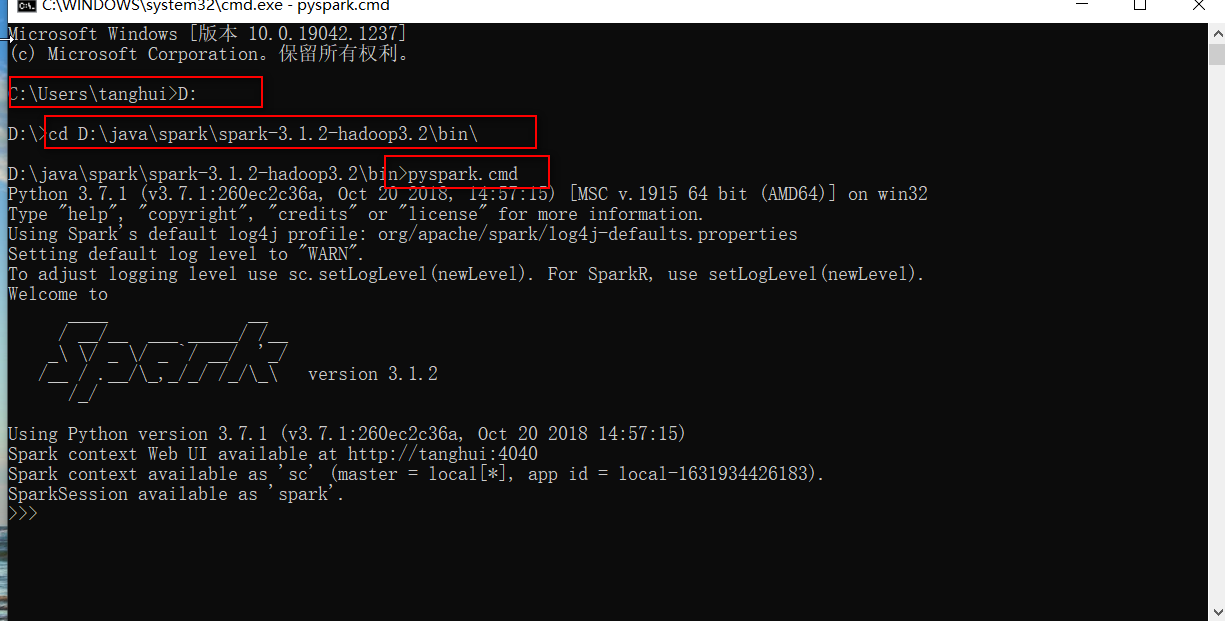 C:\WINDOWS\system32\cmd.exe - pyspark.cmd
Microsoft Windows [版本 10.0.19042.1237]
(c) Microsoft Corporation。保留所有权利。
C:\Users\tanghui>D:
D:\>cd D:\java\spark\spark-3.1.2-hadoop3.2\bin\
D:\java\spark\spark-3.1.2-hadoop3.2\bin>pyspark.cmd
Python 3.7.1 (v3.7.1:260ec2c36a, Oct 20 2018, 14:57:15) [MSC v.1915 64 bit (AMD64)] on win32
Type "help", "copyright", "credits" or "license" for more information.
Using Spark's default log4j profile: org/apache/spark/log4j-defaults.properties
Setting default log level to "WARN".
To adjust logging level use sc.setLogLevel(newLevel). For SparkR, use setLogLevel(newLevel).
Welcome to
Spark version 3.1.2
Using Python version 3.7.1 (v3.7.1:260ec2c36a, Oct 20 2018 14:57:15)
Spark context Web UI available at http://tanghui:4040
Spark context available as 'sc' (master = local[*], app id = local-1631934426183).
SparkSession available as 'spark'.
>>>